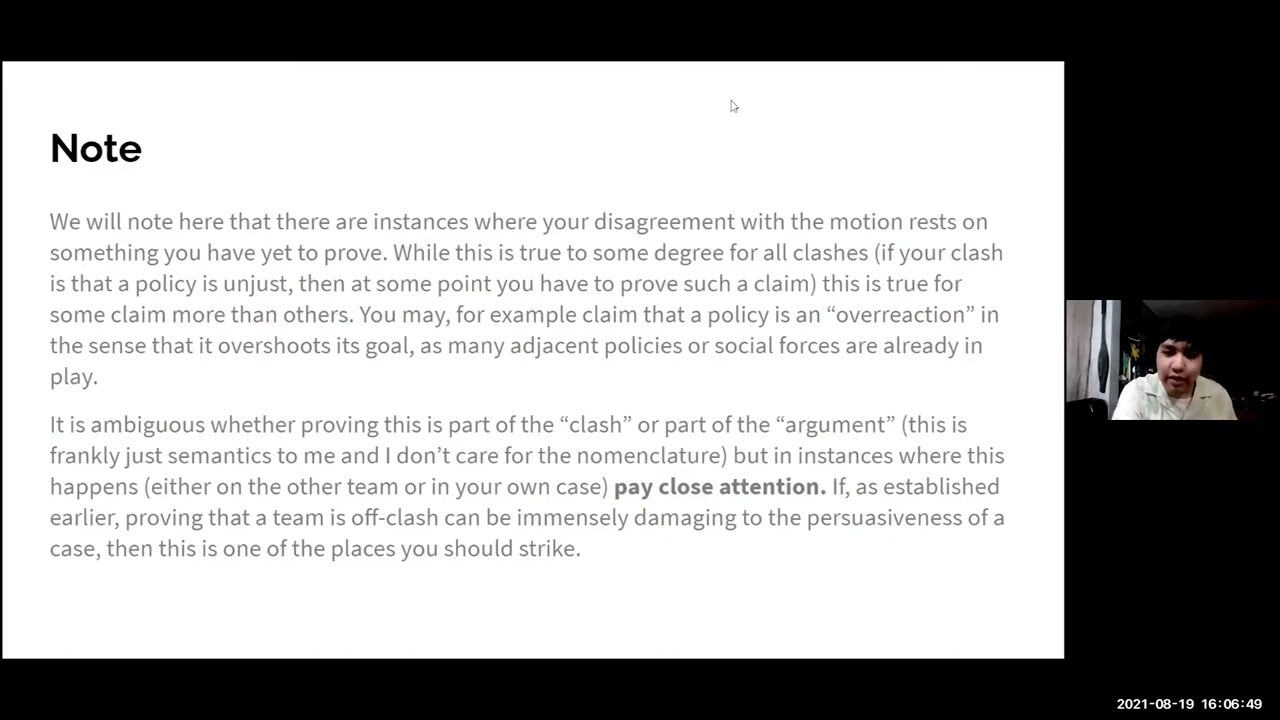 Note
We will note here that there are instances where your disagreement with the motion rests on
something you have yet to prove. While this is true to some degree for all clashes (if your clash
is that a policy is unjust, then at some point you have to prove such a claim) this is true for
some claim more than others. You may, for example claim that a policy is an “overreaction” in
the sense that it overshoots its goal, as many adjacent policies or social forces are already in
play.
It is ambiguous whether proving this is part of the “clash” or part of the “argument” (this is
frankly just semantics to me and I don’t care for the nomenclature) but in instances where this
happens (either on the other team or in your own case) pay close attention. If, as established
earlier, proving that a team is off-clash can be immensely damaging to the persuasiveness of a
case, then this is one of the places you should strike.
2021-08-19 16:06:49